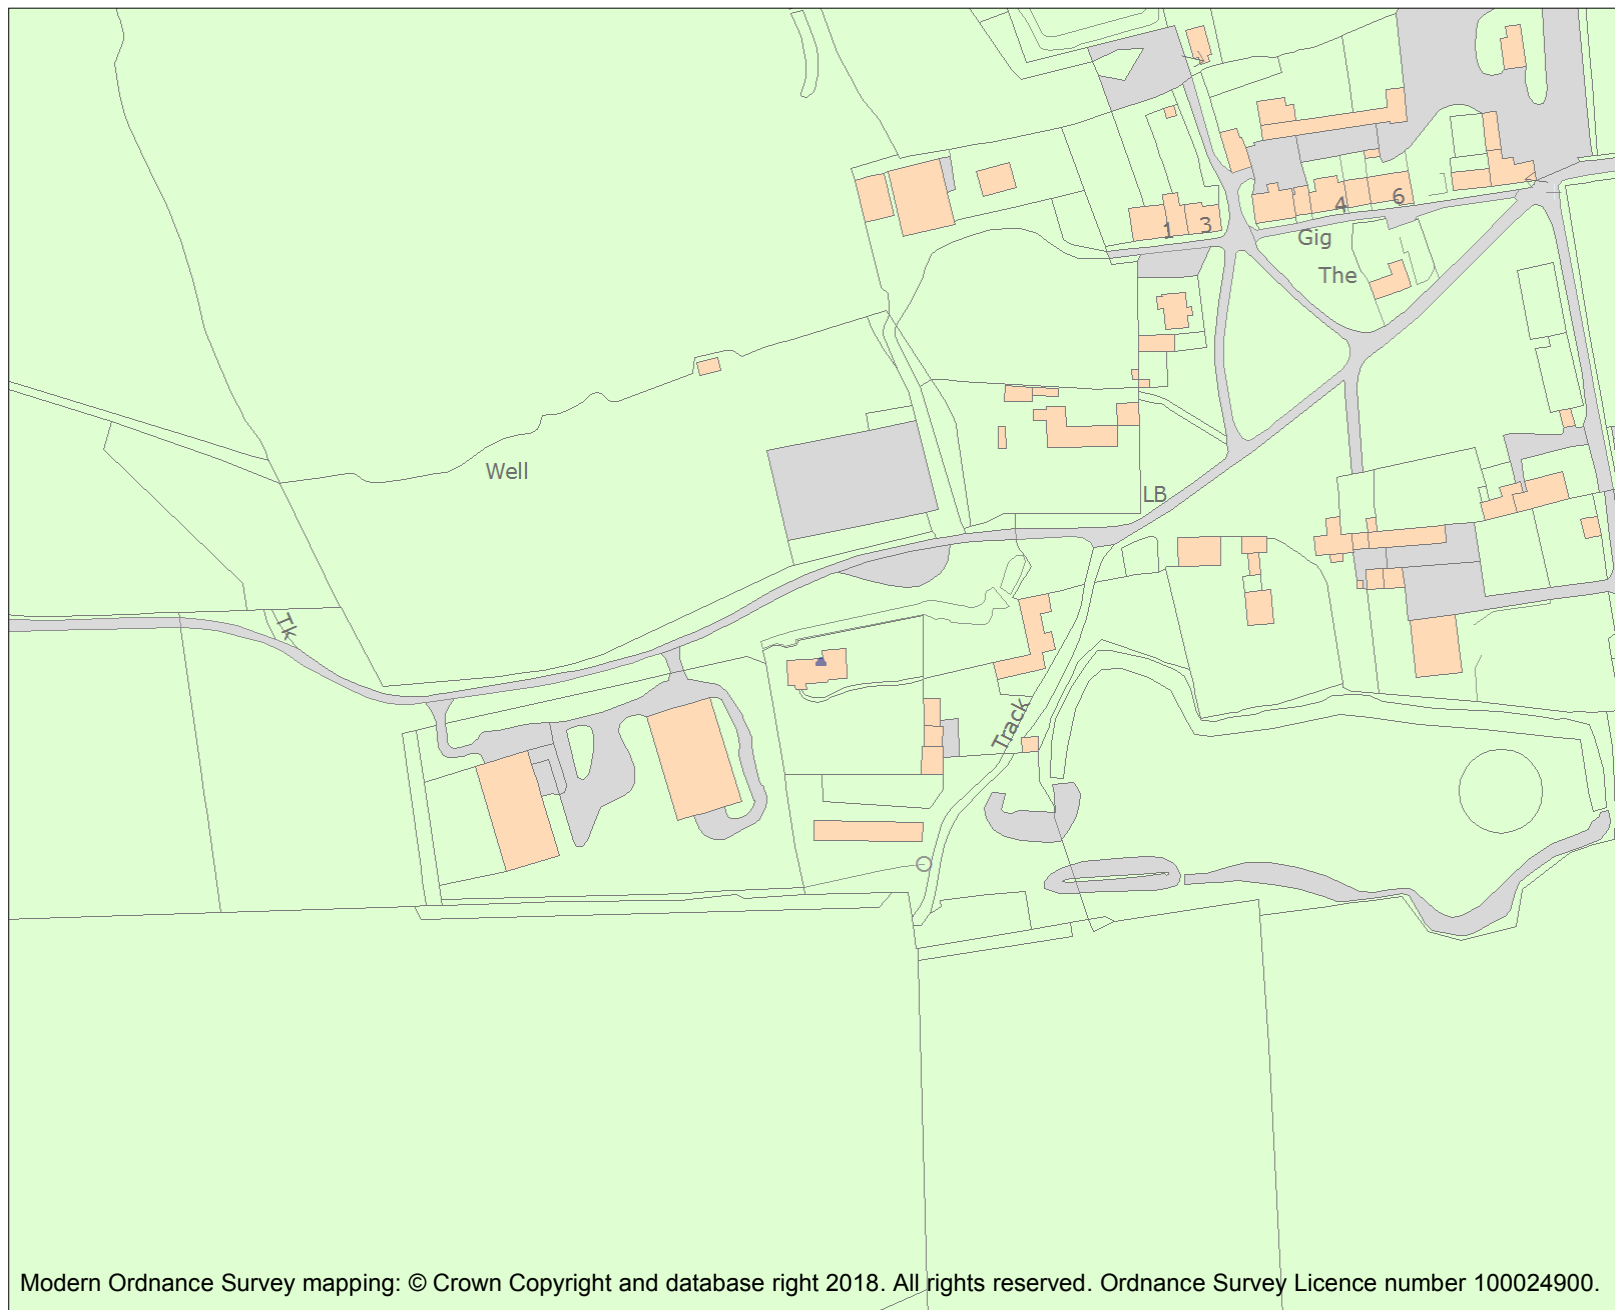 6
4
3
1
Gig
The
Well
LB
Tk
Track
Modern Ordnance Survey mapping: © Crown Copyright and database right 2018. All rights reserved. Ordnance Survey Licence number 100024900.